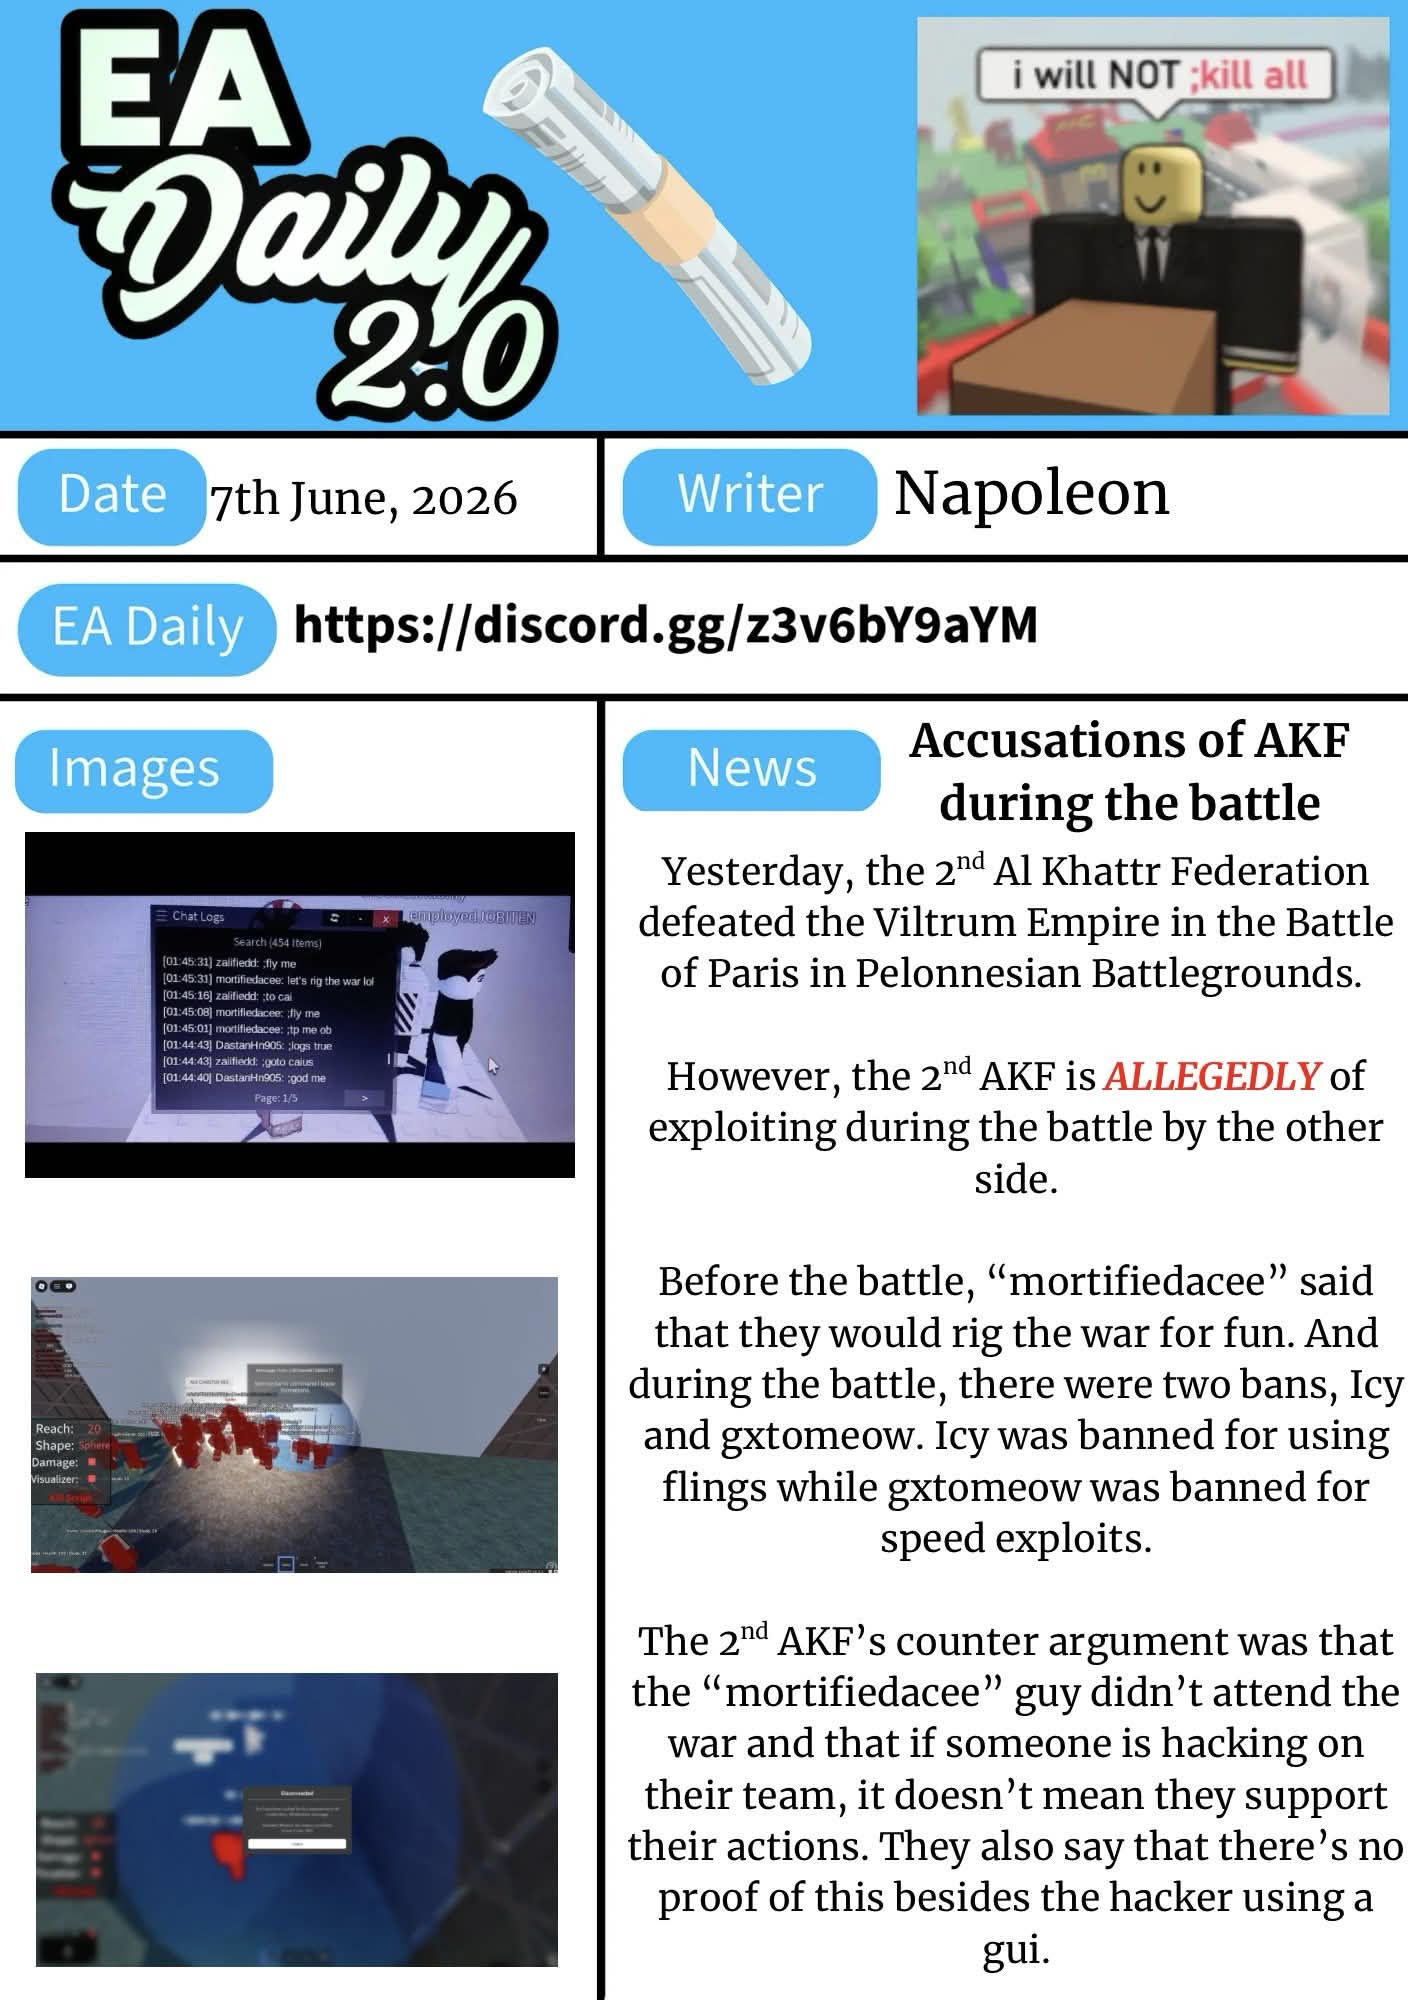 EA
Daily
2.0
i will NOT ;kill all
Date
7th June, 2026
Writer
Napoleon
EA Daily
https://discord.gg/z3v6bY9aYM
Images
Chat Logs
x
employed JOBITEN
Search (454 Items)
[01:45:31] zalifiedd: ;fly me
[01:45:31] mortifiedacee: let's rig the war lol
[01:45:16] zalifiedd: ;to cai
[01:45:08] mortifiedacee: ;fly me
[01:45:01] mortifiedacee: ;tp me ob
[01:44:43] DastanHn905: ;logs true
[01:44:43] zalifiedd: ;goto caius
[01:44:40] DastanHn905: ;god me
Page: 1/5
>
Reach: 20
Shape: Sphere
Damage:
Visualizer:
Kill Script
Disconnected
News
Accusations of AKF
during the battle
Yesterday, the 2nd Al Khattr Federation
defeated the Viltrum Empire in the Battle
of Paris in Pelonnesian Battlegrounds.
However, the 2nd AKF is ALLEGEDLY of
exploiting during the battle by the other
side.
Before the battle, “mortifiedacee” said
that they would rig the war for fun. And
during the battle, there were two bans, Icy
and gxtomeow. Icy was banned for using
flings while gxtomeow was banned for
speed exploits.
The 2nd AKF’s counter argument was that
the “mortifiedacee” guy didn’t attend the
war and that if someone is hacking on
their team, it doesn’t mean they support
their actions. They also say that there’s no
proof of this besides the hacker using a
gui.